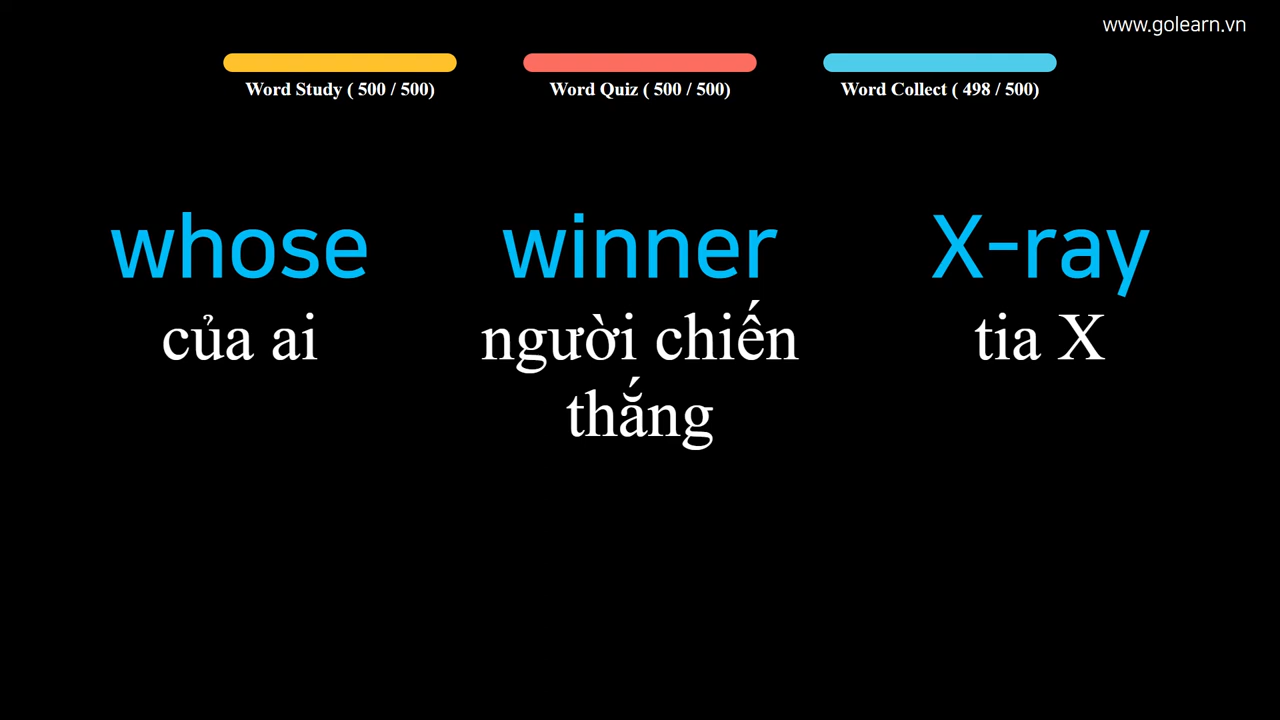 www.golearn.vn
Word Study ( 500 / 500)
Word Quiz ( 500 / 500)
Word Collect ( 498 / 500)
whose
của ai
winner
người chiến
thắng
X-ray
tia X